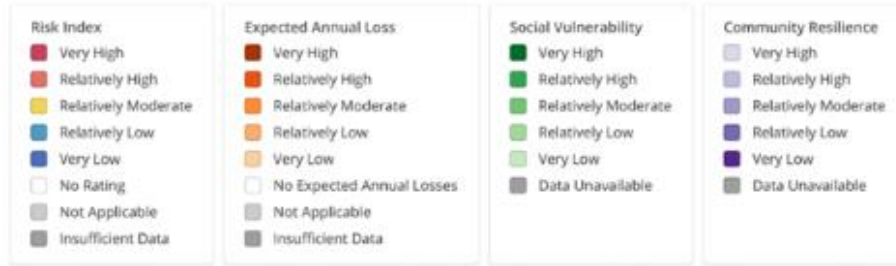 Risk Index
Very High
Relatively High
Relatively Moderate
Relatively Low
Very Low
No Rating
Not Applicable
Insufficient Data
Expected Annual Loss
Very High
Relatively High
Relatively Moderate
Relatively Low
Very Low
No Expected Annual Losses
Not Applicable
Insufficient Data
Social Vulnerability
Very High
Relatively High
Relatively Moderate
Relatively Low
Very Low
Data Unavailable
Community Resilience
Very High
Relatively High
Relatively Moderate
Relatively Low
Very Low
Data Unavailable